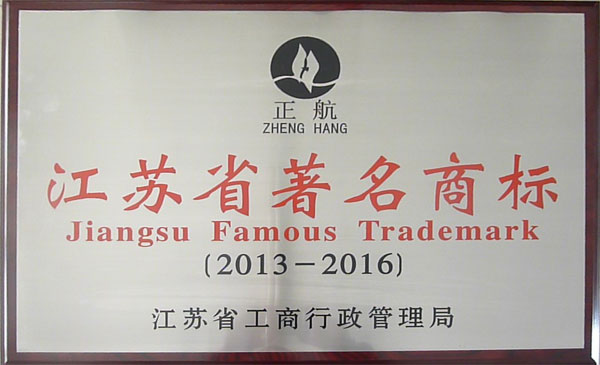 正航
ZHENG HANG
江苏省著名商标
Jiangsu Famous Trademark
(2013－2016)
江苏省工商行政管理局